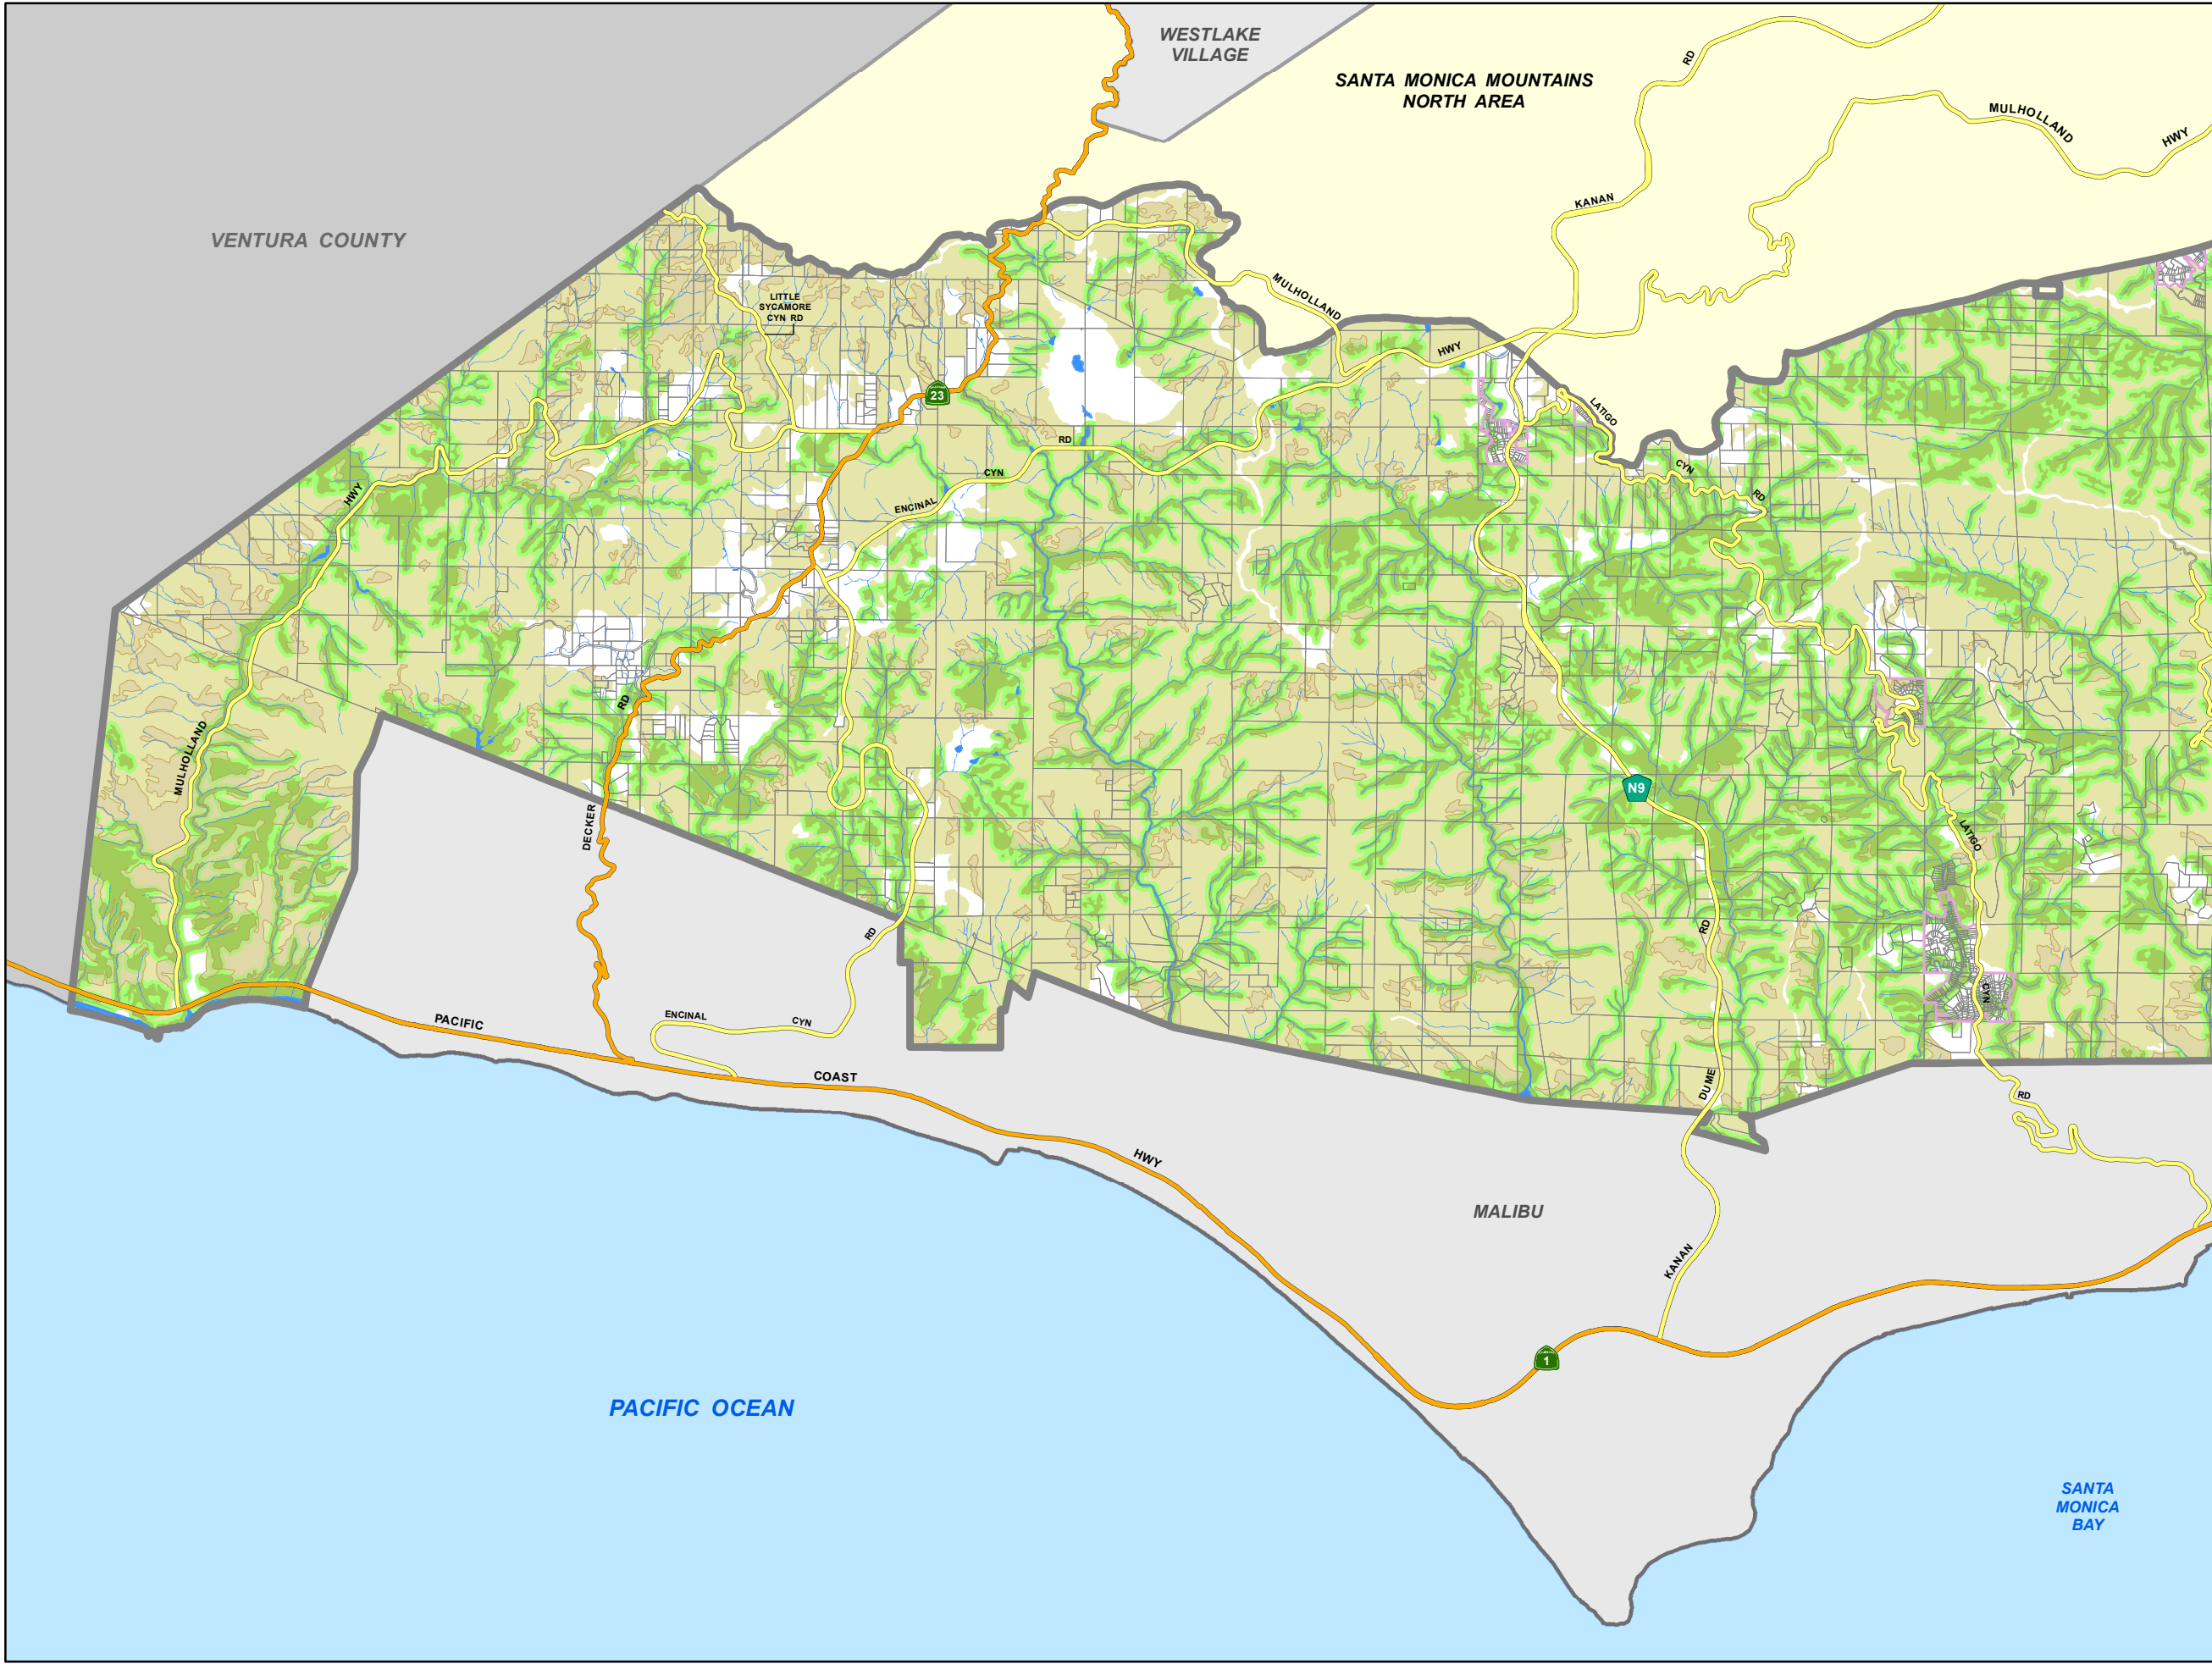 WESTLAKE
VILLAGE
SANTA MONICA MOUNTAINS
NORTH AREA
RD
MULHOLLAND
HWY
KANAN
VENTURA COUNTY
LITTLE
SYCAMORE
CYN RD
MULHOLLAND
HWY
23
LATIGO
RD
CYN
CYN
RD
ENCINAL
HWY
RD
MULHOLLAND
N9
DECKER
LATIGO
RD
RD
CYN
ENCINAL
CYN
PACIFIC
COAST
DUME
RD
HWY
MALIBU
KANAN
1
PACIFIC OCEAN
SANTA
MONICA
BAY